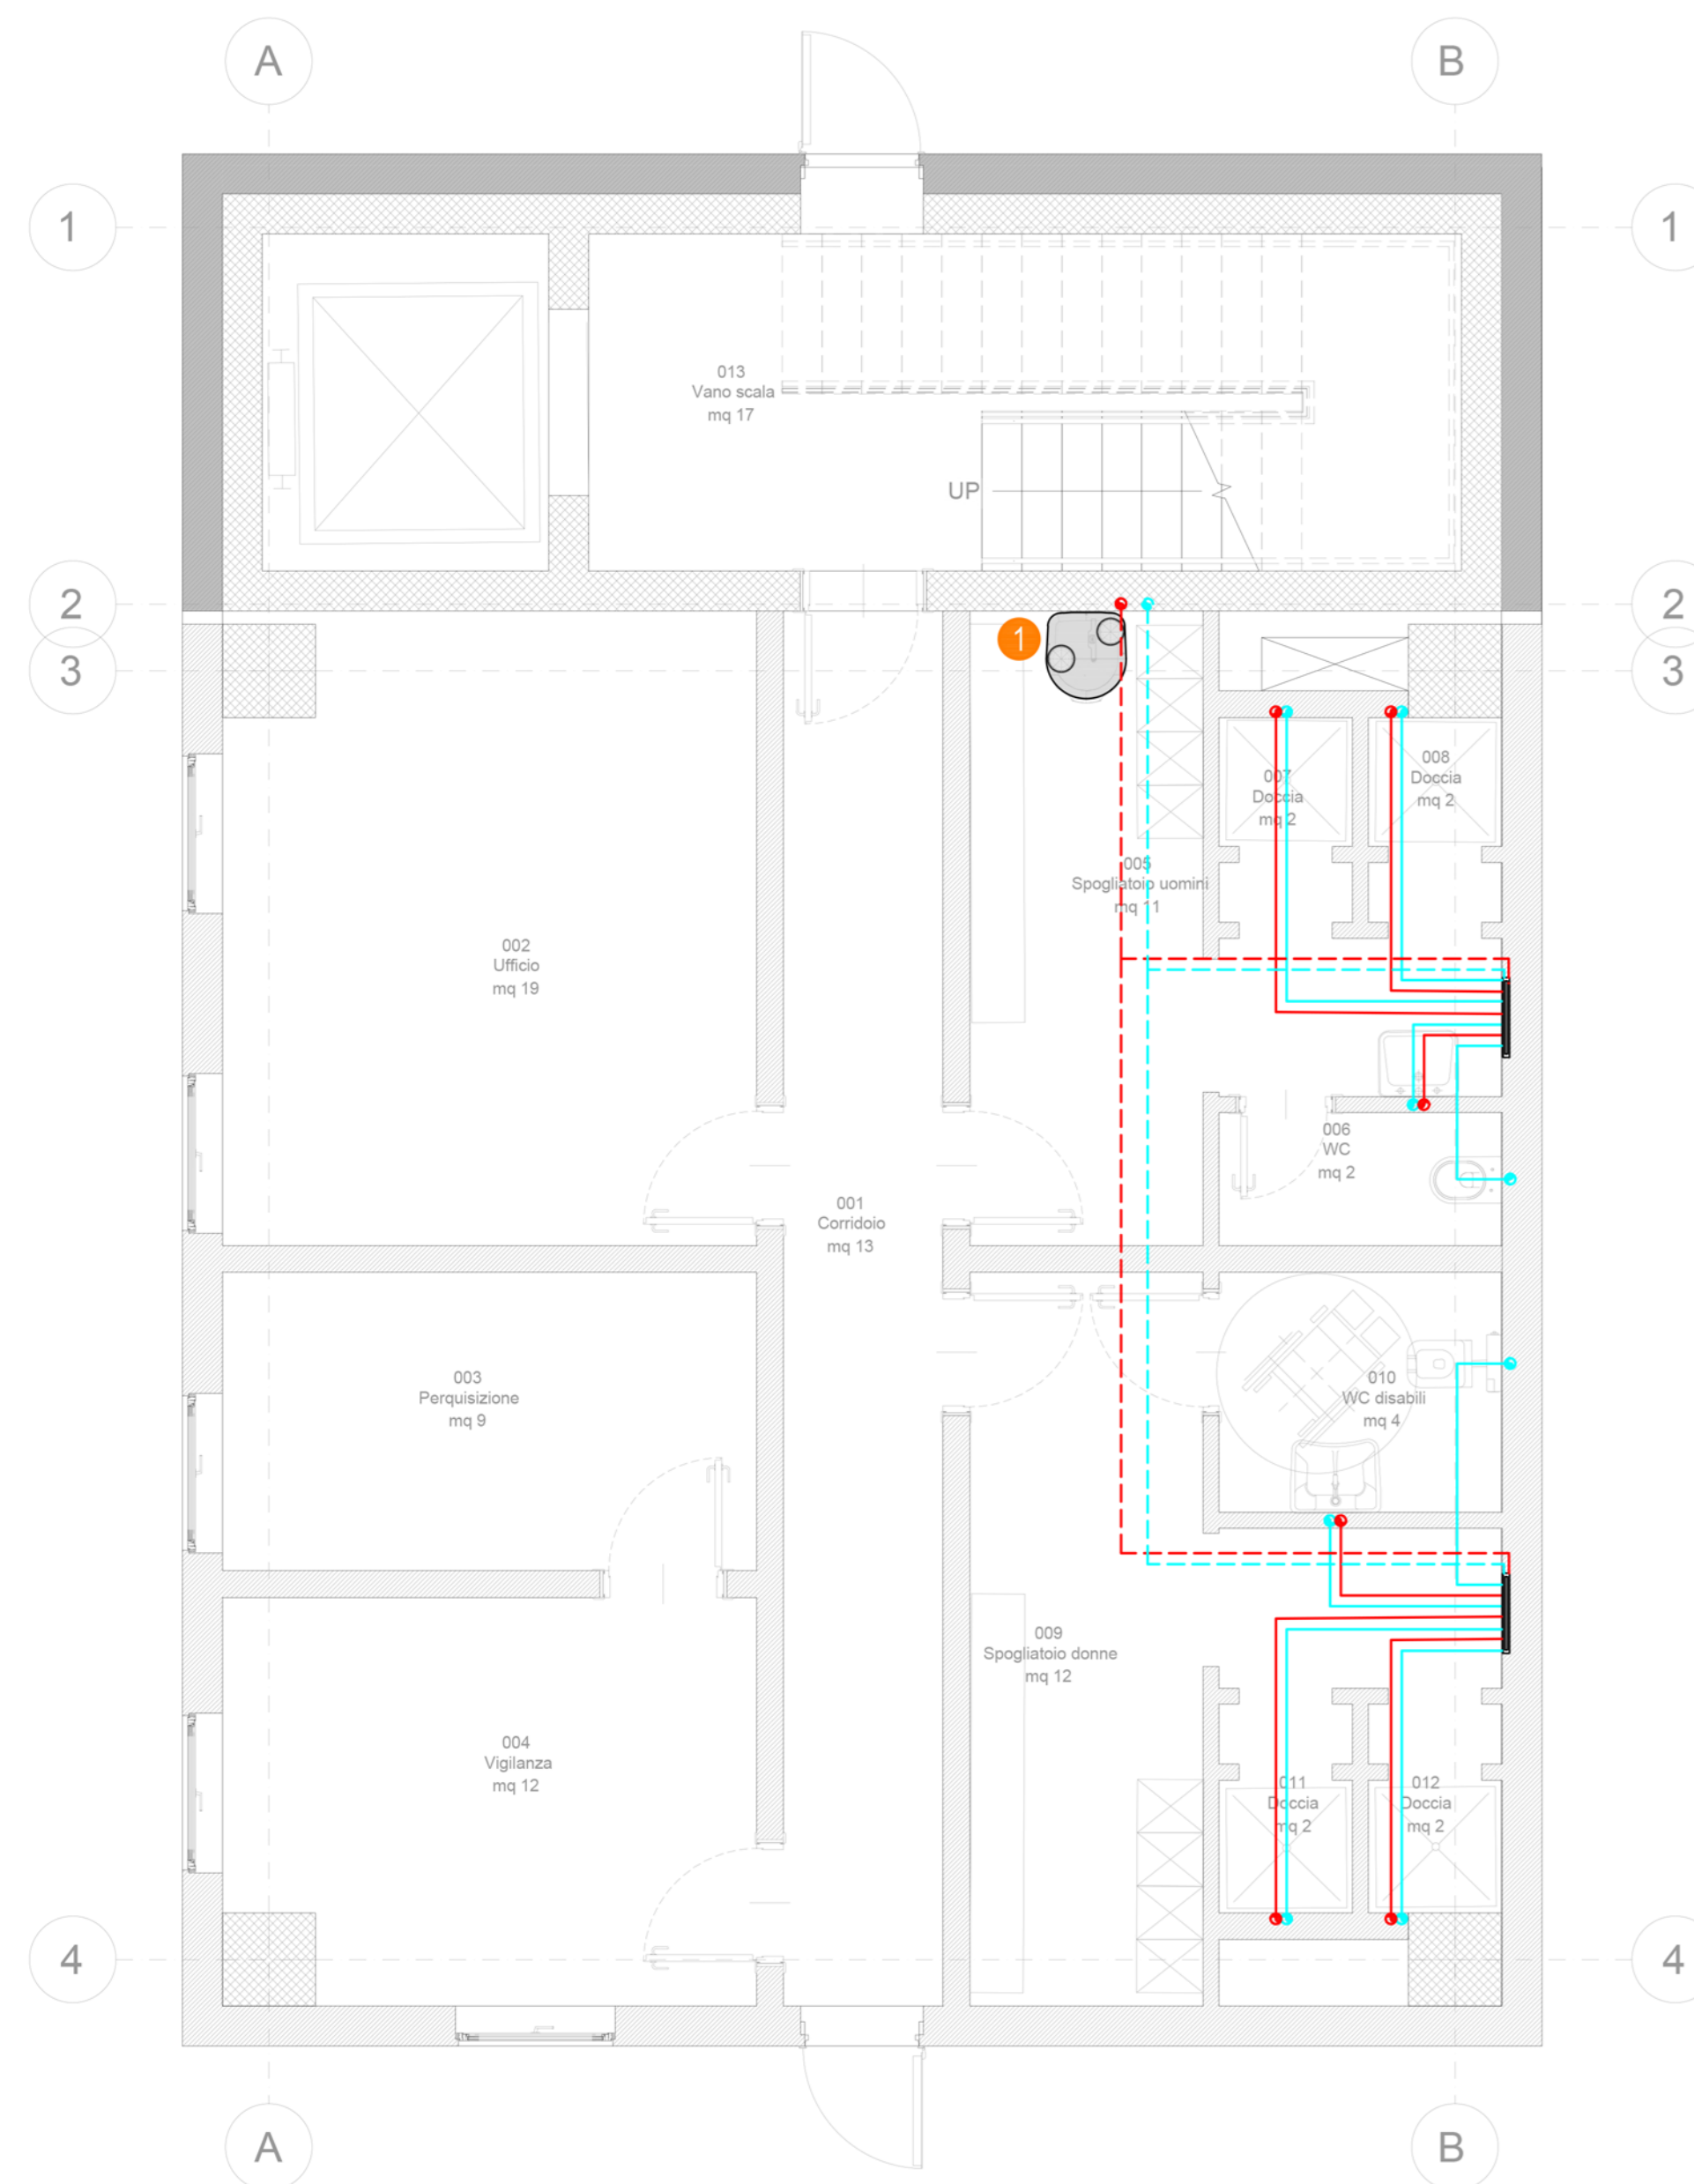 A
B
1
1
013
Vano scala
mq 17
UP
2
2
1
3
3
008
Doccia
mq 2
007
Doccia
mq 2
005
Spogliatoio uomini
mq 11
002
Ufficio
mq 19
006
WC
mq 2
001
Corridoio
mq 13
003
Perquisizione
mq 9
010
WC disabili
mq 4
009
Spogliatoio donne
mq 12
004
Vigilanza
mq 12
011
Doccia
mq 2
012
Doccia
mq 2
4
4
A
B